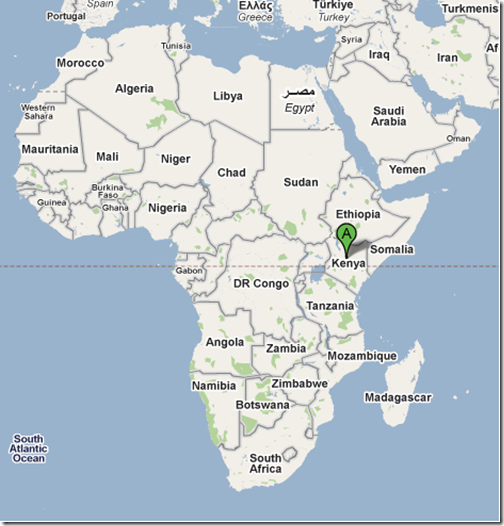 Portugal
Spain
Ελλάς
Greece
Türkiye
Turkey
Turkmenis
Tunisia
Syria
Morocco
Iraq
Iran
Af
Algeria
Libya
مصر
Egypt
Western
Sahara
Saudi
Arabia
Oman
Mauritania
Mali
Niger
Chad
Sudan
Yemen
Burkina
Faso
Guinea
Ghana
Nigeria
Ethiopia
A
Somalia
Kenya
Gabon
DR Congo
Tanzania
Angola
Zambia
Mozambique
Namibia
Zimbabwe
Madagascar
Botswana
South
Atlantic
Ocean
South
Africa